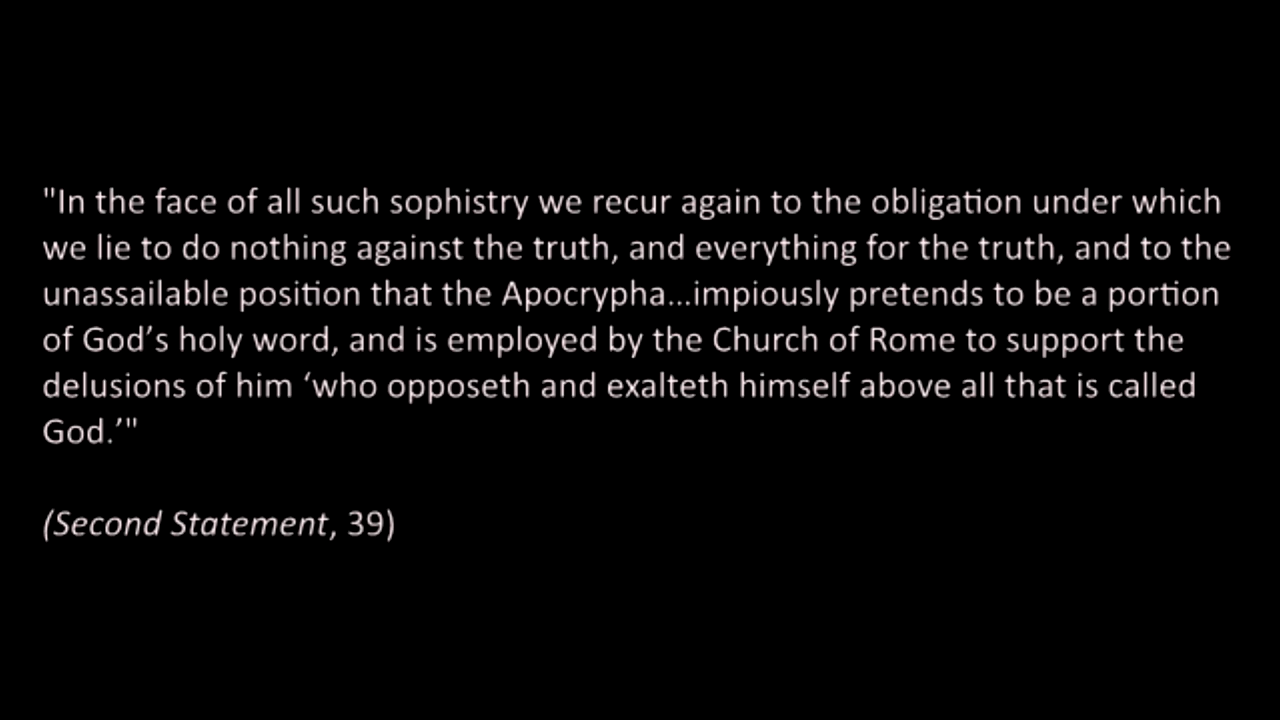 "In the face of all such sophistry we recur again to the obligation under which
we lie to do nothing against the truth, and everything for the truth, and to the
unassailable position that the Apocrypha...impiously pretends to be a portion
of God’s holy word, and is employed by the Church of Rome to support the
delusions of him ‘who opposeth and exalteth himself above all that is called
God.’"
(Second Statement, 39)